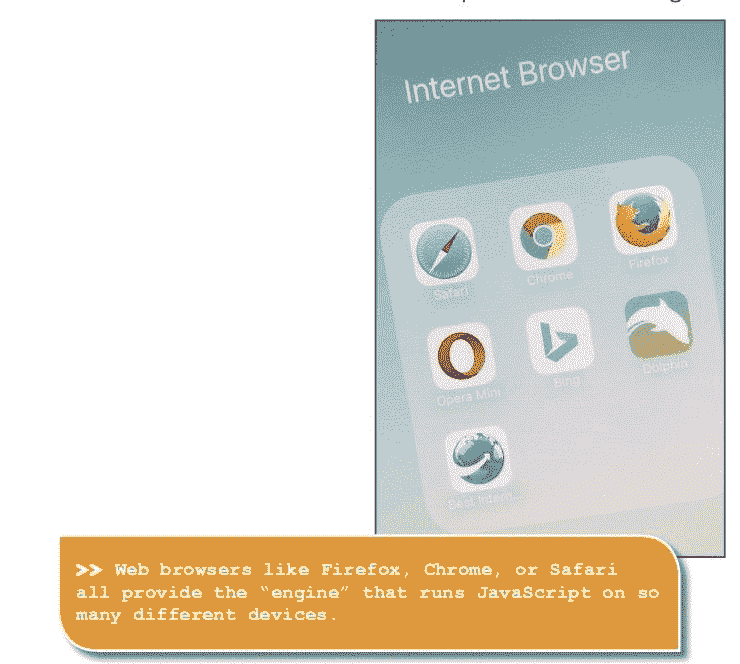 Internet Browser
Safari
Chrome
Firefox
Opera Mini
Bing
Dolphin
>> Web browsers like Firefox, Chrome, or Safari
all provide the “engine” that runs JavaScript on so
many different devices.